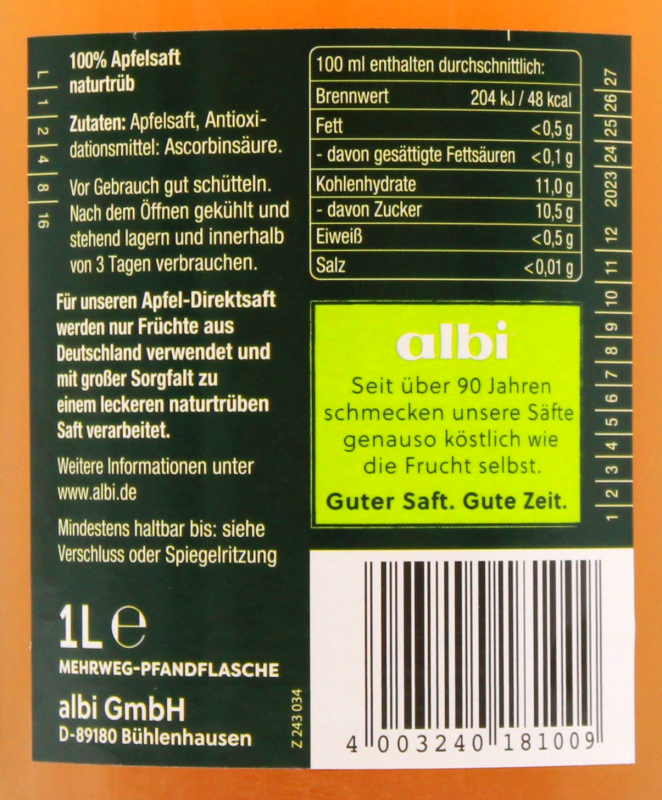 100% Apfelsaft
naturtrüb
Zutaten: Apfelsaft, Antioxi-
dationsmittel: Ascorbinsäure.
Vor Gebrauch gut schütteln.
Nach dem Öffnen gekühlt und
stehend lagern und innerhalb
von 3 Tagen verbrauchen.
Für unseren Apfel-Direktsaft
werden nur Früchte aus
Deutschland verwendet und
mit großer Sorgfalt zu
einem leckeren naturtrüben
Saft verarbeitet.
Weitere Informationen unter
www.albi.de
Mindestens haltbar bis: siehe
Verschluss oder Spiegelritzung
1L e
MEHRWEG-PFANDFLASCHE
albi GmbH
D-89180 Bühlenhausen
L 1 2 4 8 16
Z 243 034
100 ml enthalten durchschnittlich:
Brennwert 204 kJ / 48 kcal
Fett <0,5 g
- davon gesättigte Fettsäuren <0,1 g
Kohlenhydrate 11,0 g
- davon Zucker 10,5 g
Eiweiß <0,5 g
Salz <0,01 g
albi
Seit über 90 Jahren
schmecken unsere Säfte
genauso köstlich wie
die Frucht selbst.
Guter Saft. Gute Zeit.
1 2 3 4 5 6 7 8 9 10 11 12 2023 24 25 26 27
4 003240 181009